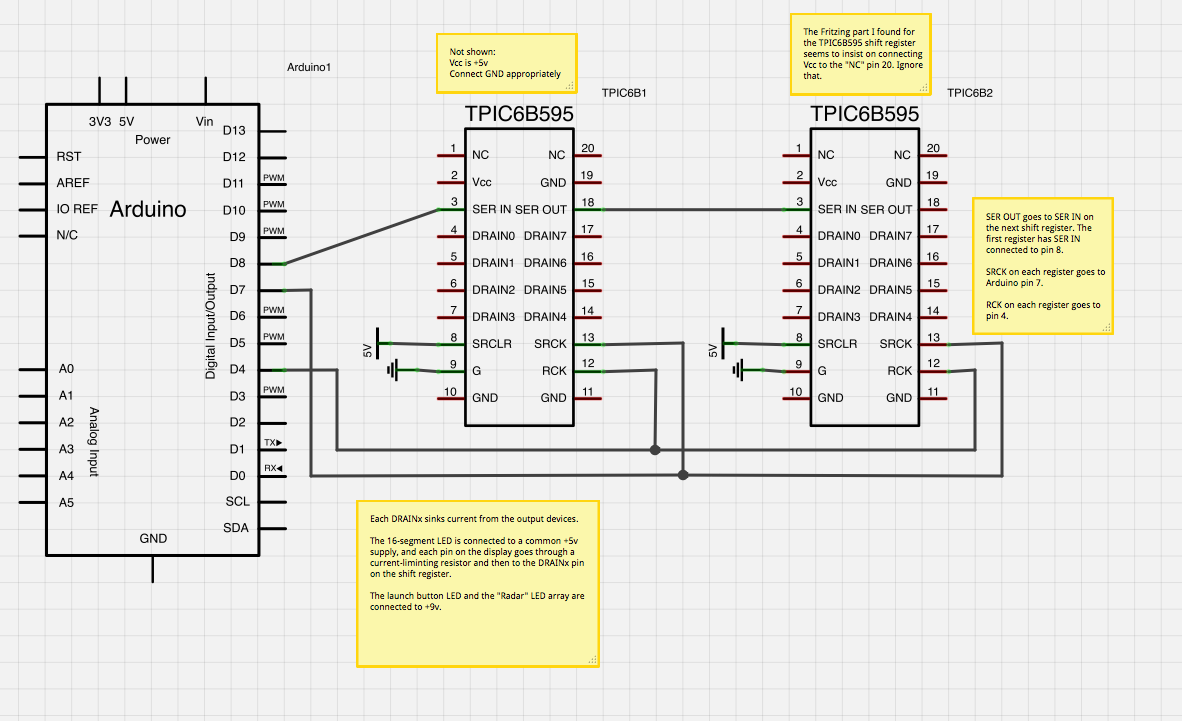 Not shown:
Vcc is +5v
Connect GND appropriately
The Fritzing part I found for
the TPIC6B595 shift register
seems to insist on connecting
Vcc to the "NC" pin 20. Ignore
that.
Arduino1
3V3 5V Vin
Power
RST
AREF
IO REF
N/C
Arduino
A0
A1
A2
A3
A4
A5
Analog Input
Digital Input/Output
D13
D12
D11 PWM
D10 PWM
D9 PWM
D8
D7
D6 PWM
D5 PWM
D4
D3 PWM
D2
D1 TX▸
D0 RX◂
SCL
SDA
GND
TPIC6B1
TPIC6B595
1 NC NC 20
2 Vcc GND 19
3 SER IN SER OUT 18
4 DRAIN0 DRAIN7 17
5 DRAIN1 DRAIN6 16
6 DRAIN2 DRAIN5 15
7 DRAIN3 DRAIN4 14
5V
8 SRCLR SRCK 13
9 G RCK 12
10 GND GND 11
TPIC6B2
TPIC6B595
1 NC NC 20
2 Vcc GND 19
3 SER IN SER OUT 18
4 DRAIN0 DRAIN7 17
5 DRAIN1 DRAIN6 16
6 DRAIN2 DRAIN5 15
7 DRAIN3 DRAIN4 14
5V
8 SRCLR SRCK 13
9 G RCK 12
10 GND GND 11
SER OUT goes to SER IN on
the next shift register. The
first register has SER IN
connected to pin 8.
SRCK on each register goes to
Arduino pin 7.
RCK on each register goes to
pin 4.
Each DRAINx sinks current from the output devices.
The 16-segment LED is connected to a common +5v
supply, and each pin on the display goes through a
current-liminting resistor and then to the DRAINx pin
on the shift register.
The launch button LED and the "Radar" LED array are
connected to +9v.